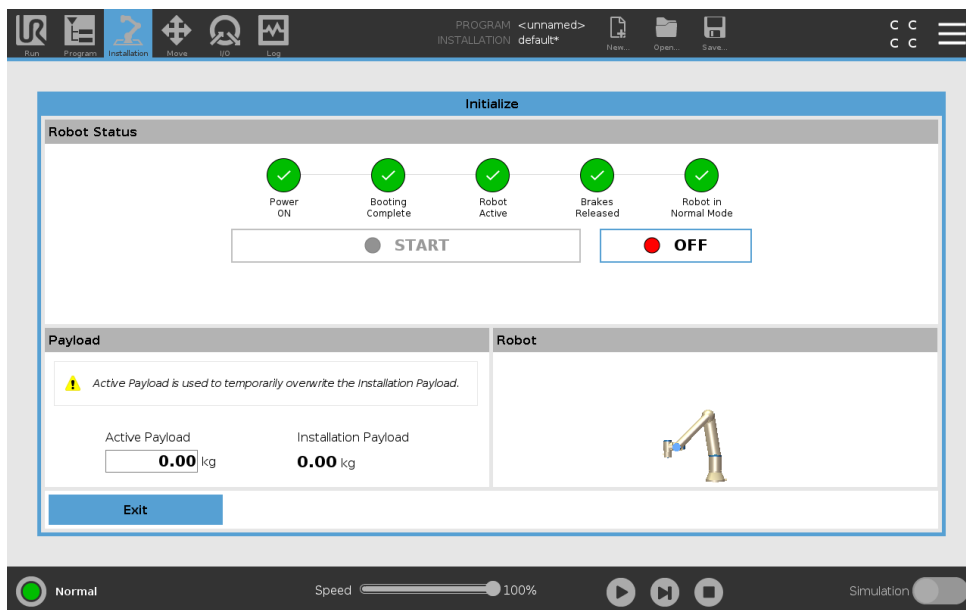 UR
PROGRAM <unnamed>
INSTALLATION default*
C C
C C
Run
Program
Installation
Move
I/O
Log
New...
Open...
Save...
Initialize
Robot Status
Power
ON
Booting
Complete
Robot
Active
Brakes
Released
Robot in
Normal Mode
START
OFF
Payload
Robot
Active Payload is used to temporarily overwrite the Installation Payload.
Active Payload
Installation Payload
0.00 kg
0.00 kg
Exit
Normal
Speed
100%
Simulation